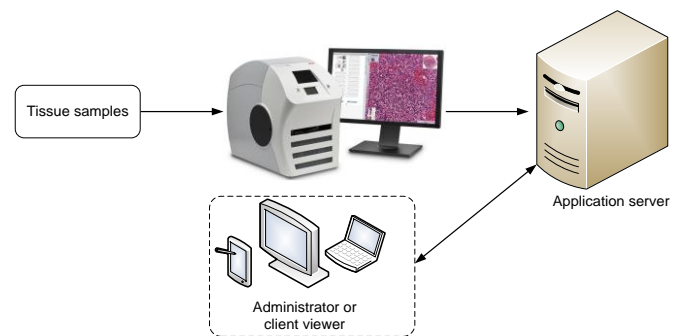 Tissue samples
Application server
Administrator or
client viewer